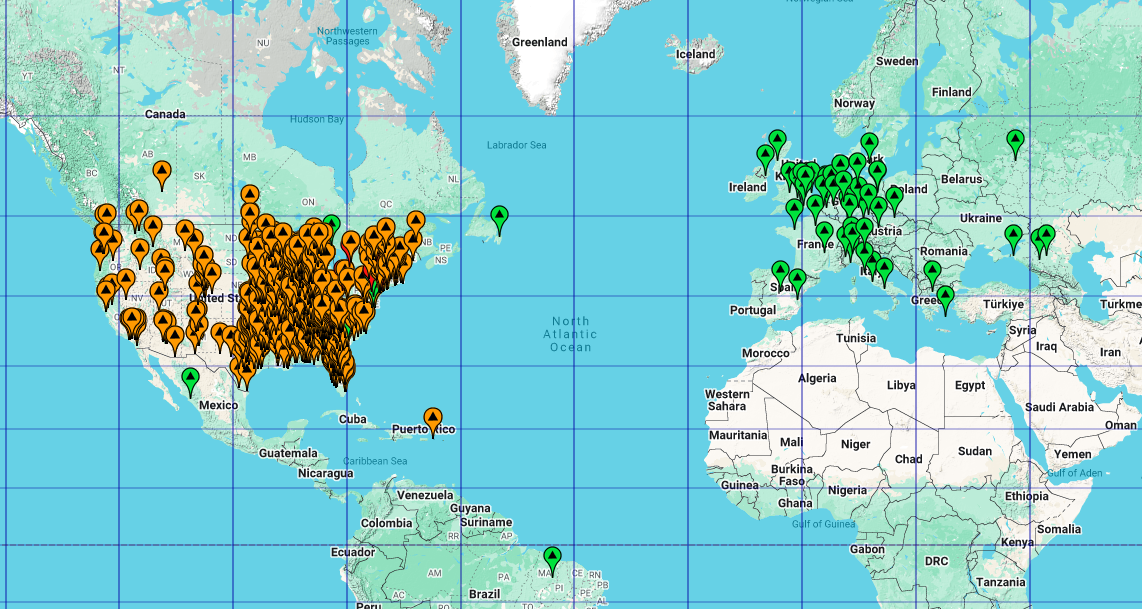 Norwegian Sea
Greenland
Northwestern
Passages
NU
Iceland
Sweden
YT
NT
Finland
Norway
Canada
Hudson Bay
Labrador Sea
AB
MB
BC
SK
NL
Ireland
Poland
Belarus
ON
QC
Ukraine
France
Austria
ND
NB
PE
NS
Romania
OR
ID
NV
United St
Portugal
Greece
Türkiye
Turkme
North
Atlantic
Ocean
Syria
Tunisia
Morocco
Iraq
Iran
Algeria
Libya
Egypt
Western
Sahara
Mexico
Saudi Arabia
Cuba
Puerto Rico
Oman
Mauritania
Mali
Niger
Sudan
Chad
Yemen
Guatemala
Caribbean Sea
Nicaragua
Burkina
Faso
Gulf of Aden
Guinea
Nigeria
Ghana
Ethiopia
Venezuela
Guyana
Suriname
Colombia
Gulf of Guinea
Somalia
RR
AP
Kenya
Ecuador
Gabon
DRC
AM
PA
MA
CE
RN
PB
PI
PE
AL
Tanzania
AC
Brazil
TO
Peru